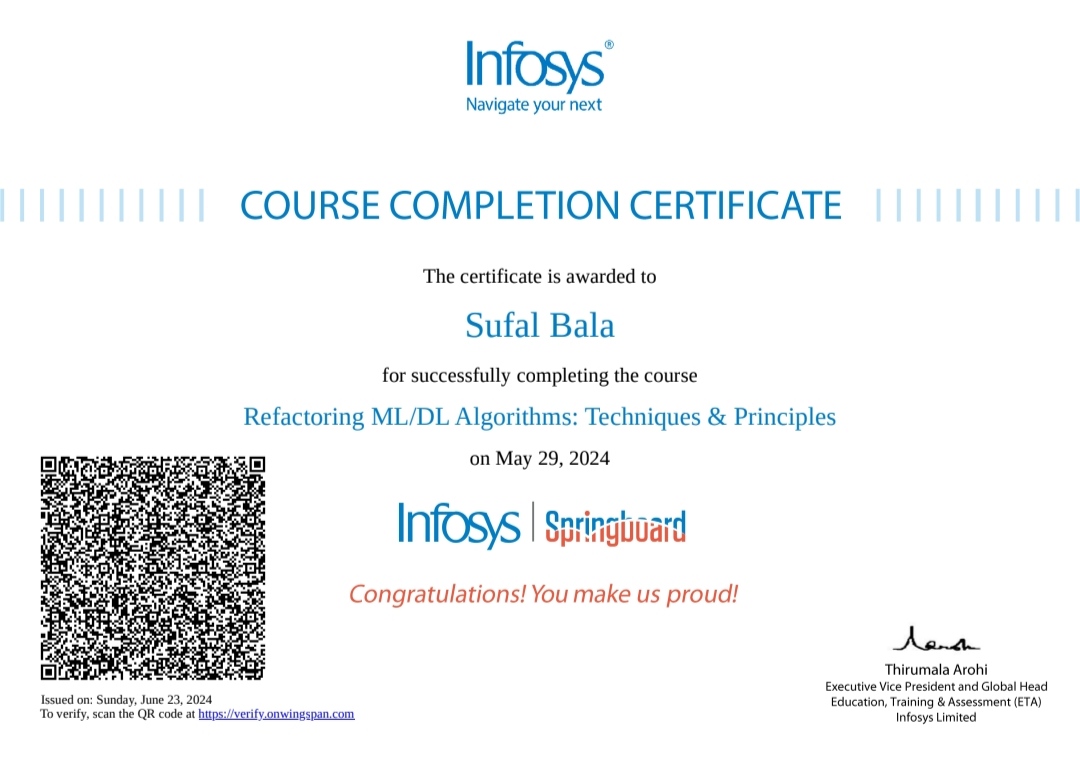 Infosys®
Navigate your next
COURSE COMPLETION CERTIFICATE
The certificate is awarded to
Sufal Bala
for successfully completing the course
Refactoring ML/DL Algorithms: Techniques & Principles
on May 29, 2024
Infosys | Springboard
Congratulations! You make us proud!
Thirumala Arohi
Executive Vice President and Global Head
Education, Training & Assessment (ETA)
Infosys Limited
Issued on: Sunday, June 23, 2024
To verify, scan the QR code at https://verify.onwingspan.com